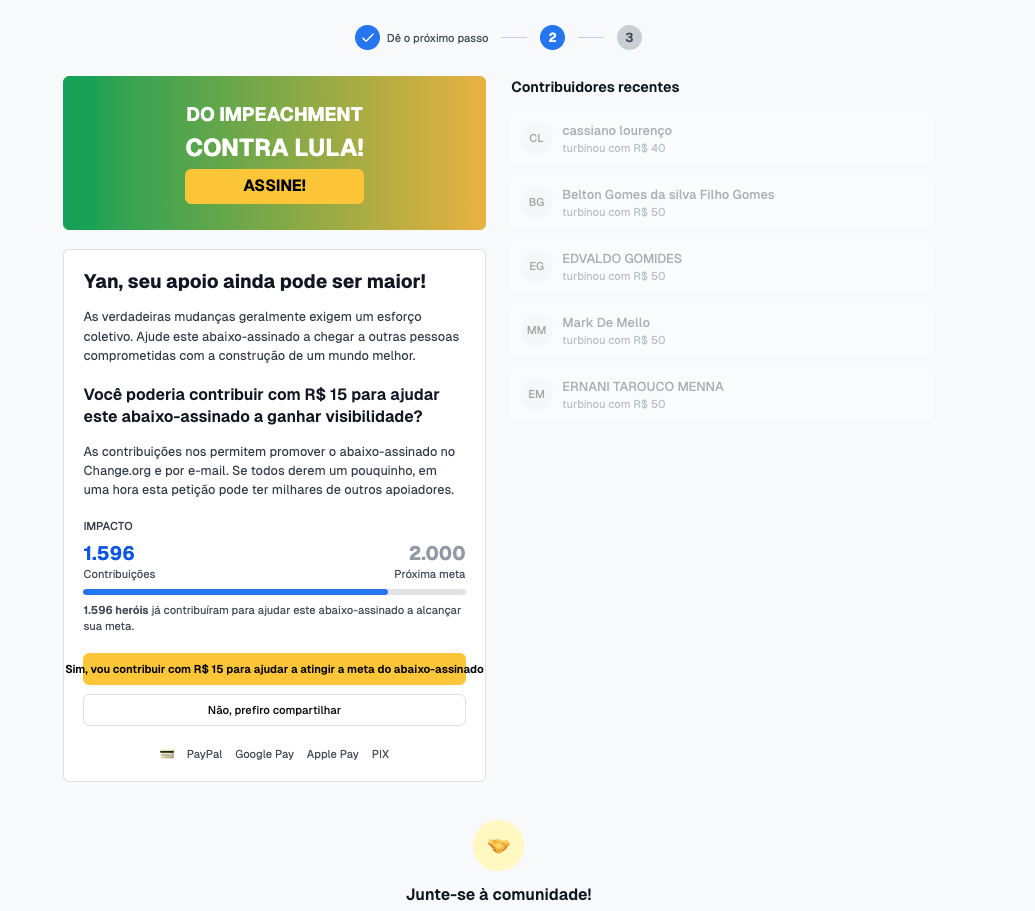 Dê o próximo passo
2
3
DO IMPEACHMENT
CONTRA LULA!
ASSINE!
Yan, seu apoio ainda pode ser maior!
As verdadeiras mudanças geralmente exigem um esforço
coletivo. Ajude este abaixo-assinado a chegar a outras pessoas
comprometidas com a construção de um mundo melhor.
Você poderia contribuir com R$ 15 para ajudar
este abaixo-assinado a ganhar visibilidade?
As contribuições nos permitem promover o abaixo-assinado no
Change.org e por e-mail. Se todos derem um pouquinho, em
uma hora esta petição pode ter milhares de outros apoiadores.
IMPACTO
1.596
2.000
Contribuições
Próxima meta
1.596 heróis já contribuíram para ajudar este abaixo-assinado a alcançar
sua meta.
Sim, vou contribuir com R$ 15 para ajudar a atingir a meta do abaixo-assinado
Não, prefiro compartilhar
PayPal Google Pay Apple Pay PIX
Contribuidores recentes
CL
cassiano lourenço
turbinou com R$ 40
BG
Belton Gomes da silva Filho Gomes
turbinou com R$ 50
EG
EDVALDO GOMIDES
turbinou com R$ 50
MM
Mark De Mello
turbinou com R$ 50
EM
ERNANI TAROUCO MENNA
turbinou com R$ 50
Junte-se à comunidade!